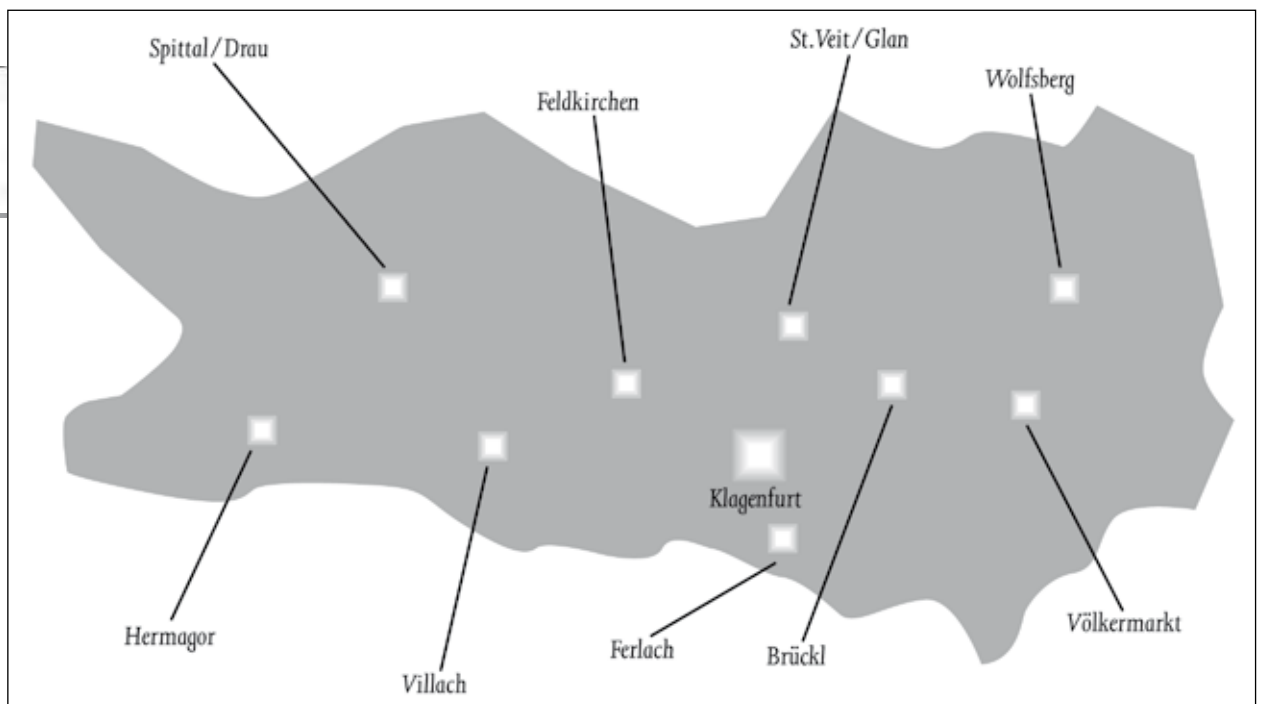 St.Veit/Glan
Spittal/Drau
Wolfsberg
Feldkirchen
Klagenfurt
Völkermarkt
Hermagor
Ferlach
Brückl
Villach